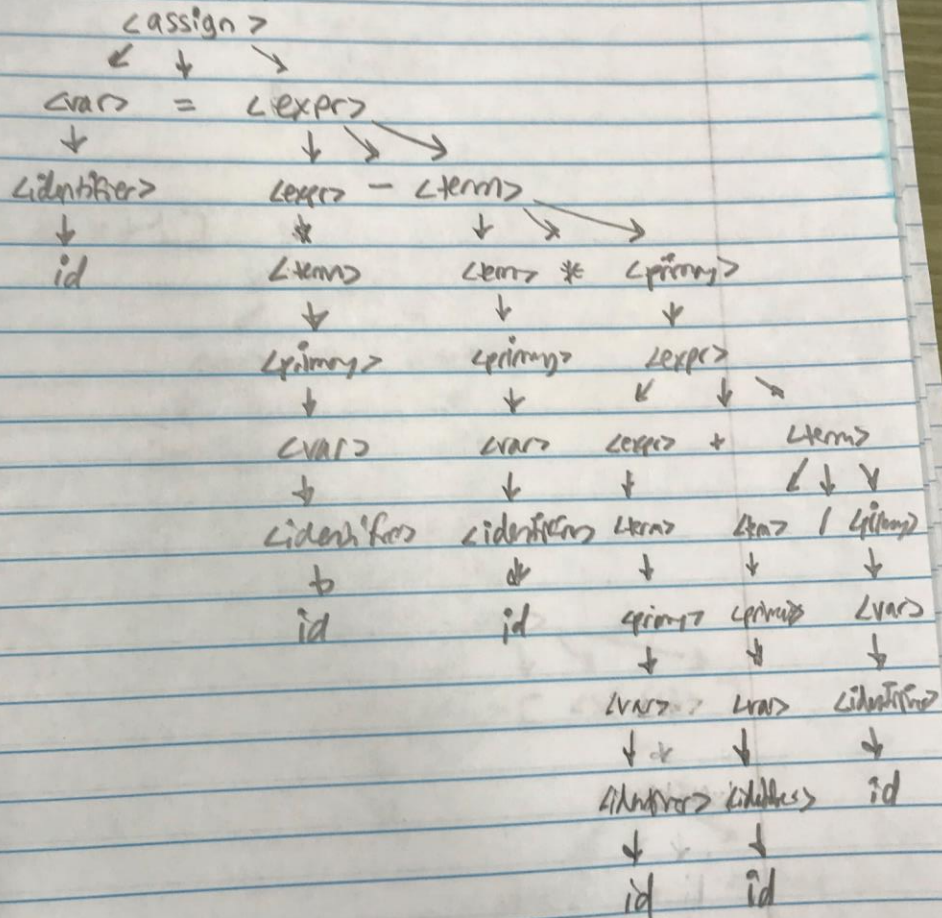 <assign>
<var> = <expr>
<identifier> <expr> - <term>
id <term> <term> * <primary>
<primary> <primary> <expr>
<var> <var> <expr> + <term>
<identifier> <identifier> <term> <term> / <primary>
id id <primary> <primary> <var>
<var> <var> <identifier>
<identifier> <identifier> id
id id